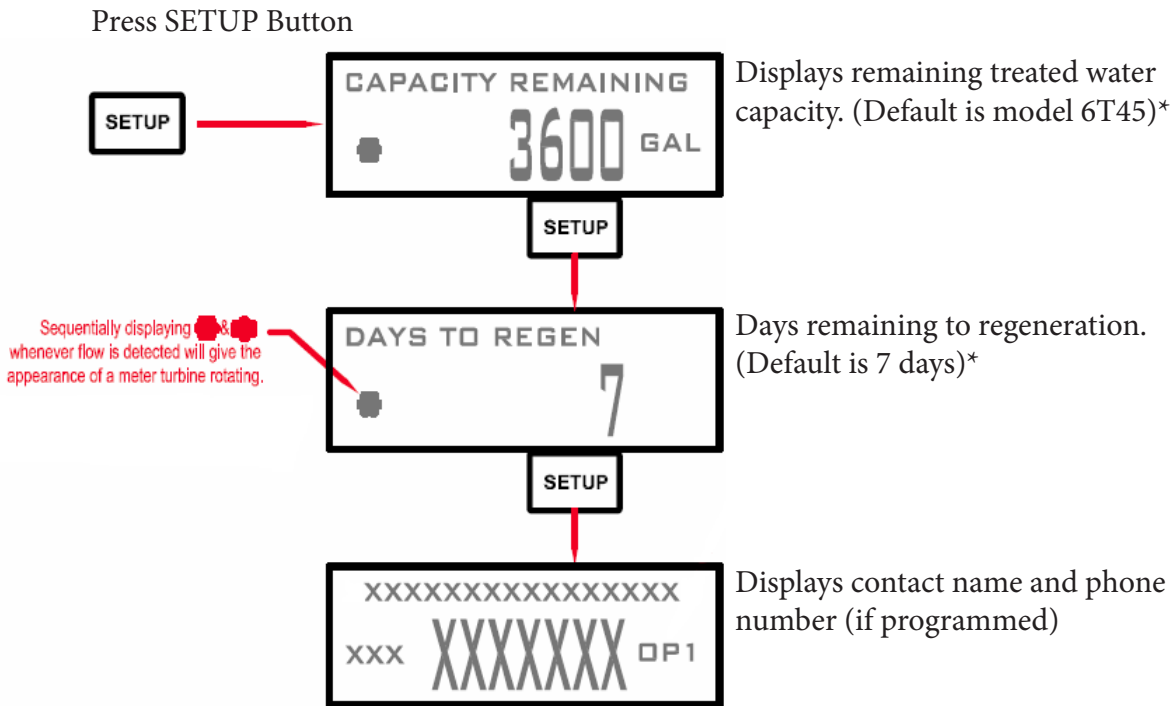 Press SETUP Button
SETUP
CAPACITY REMAINING
3600 GAL
Displays remaining treated water
capacity. (Default is model 6T45)*
SETUP
Sequentially displaying & 
whenever flow is detected will give the
appearance of a meter turbine rotating.
DAYS TO REGEN
7
Days remaining to regeneration.
(Default is 7 days)*
SETUP
XXXXXXXXXXXXXXXX
XXX XXXXXXX OP1
Displays contact name and phone
number (if programmed)